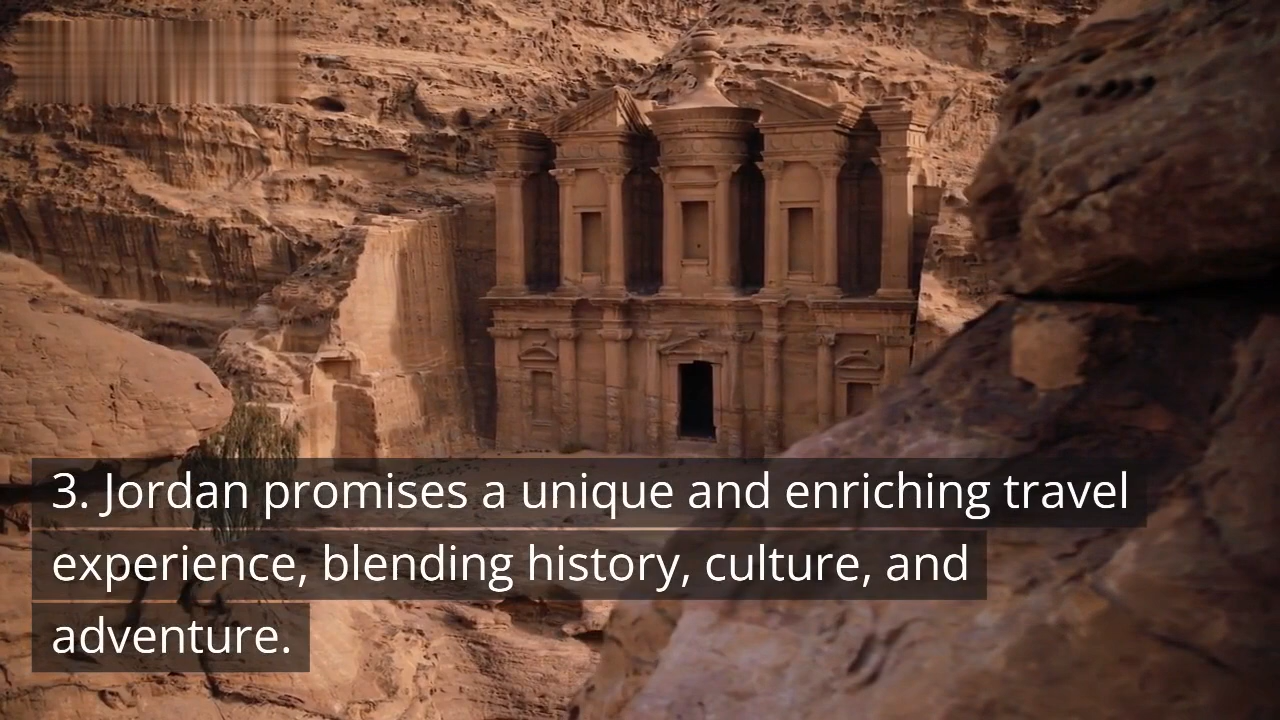 3. Jordan promises a unique and enriching travel
experience, blending history, culture, and
adventure.